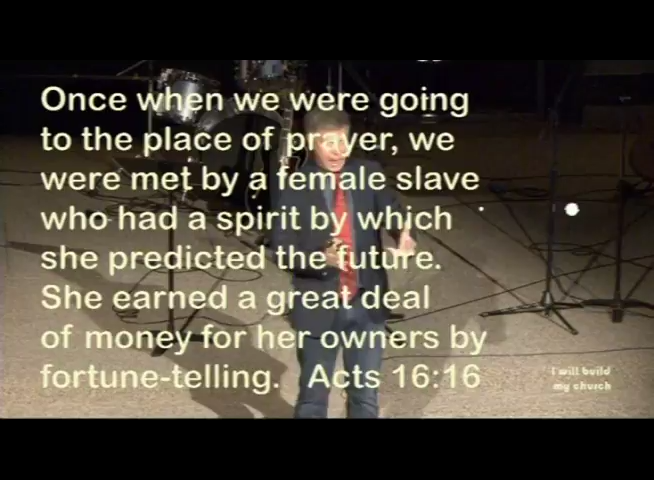 Once when we were going
to the place of prayer, we
were met by a female slave
who had a spirit by which
she predicted the future.
She earned a great deal
of money for her owners by
fortune-telling.   Acts 16:16
I will build
my church